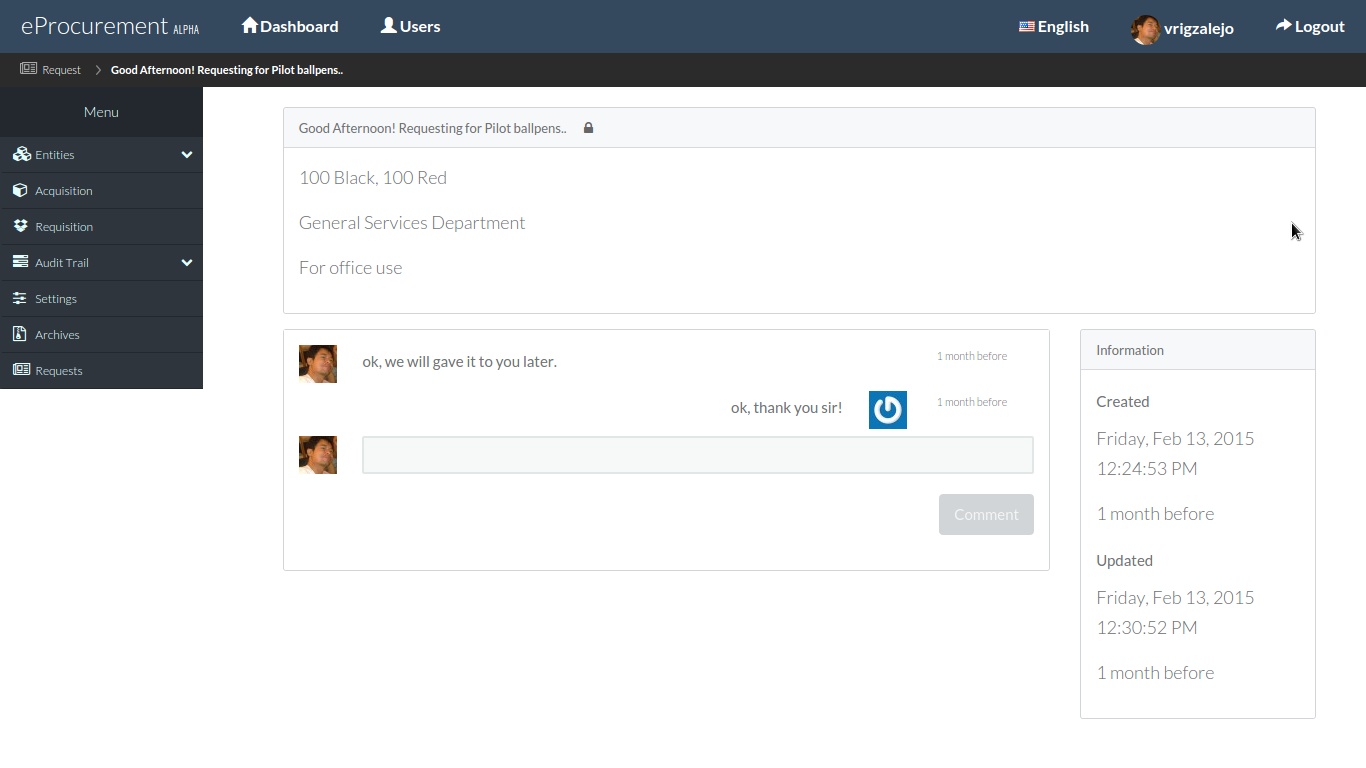 eProcurement ALPHA Dashboard Users English vrigzalejo Logout
Request Good Afternoon! Requesting for Pilot ballpens..
Menu
Entities
Acquisition
Requisition
Audit Trail
Settings
Archives
Requests
Good Afternoon! Requesting for Pilot ballpens..
100 Black, 100 Red
General Services Department
For office use
ok, we will gave it to you later. 1 month before
ok, thank you sir! 1 month before
Comment
Information
Created
Friday, Feb 13, 2015
12:24:53 PM
1 month before
Updated
Friday, Feb 13, 2015
12:30:52 PM
1 month before